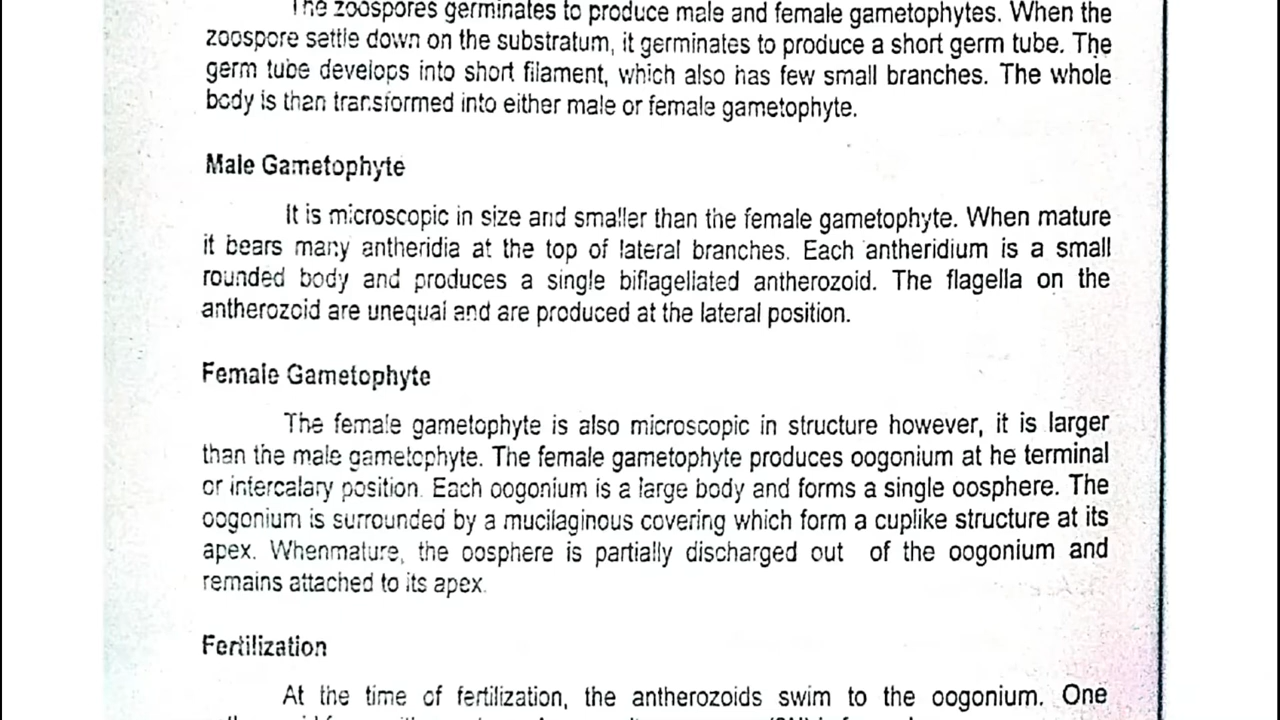 The zoospores germinates to produce male and female gametophytes. When the
zoospore settle down on the substratum, it germinates to produce a short germ tube. The
germ tube develops into short filament, which also has few small branches. The whole
body is than transformed into either male or female gametophyte.
Male Gametophyte
It is microscopic in size and smaller than the female gametophyte. When mature
it bears many antheridia at the top of lateral branches. Each antheridium is a small
rounded body and produces a single biflagellated antherozoid. The flagella on the
antherozoid are unequal and are produced at the lateral position.
Female Gametophyte
The female gametophyte is also microscopic in structure however, it is larger
than the male gametophyte. The female gametophyte produces oogonium at he terminal
or intercalary position. Each oogonium is a large body and forms a single oosphere. The
oogonium is surrounded by a mucilaginous covering which form a cuplike structure at its
apex. Whenmature, the oosphere is partially discharged out of the oogonium and
remains attached to its apex.
Fertilization
At the time of fertilization, the antherozoids swim to the oogonium. One